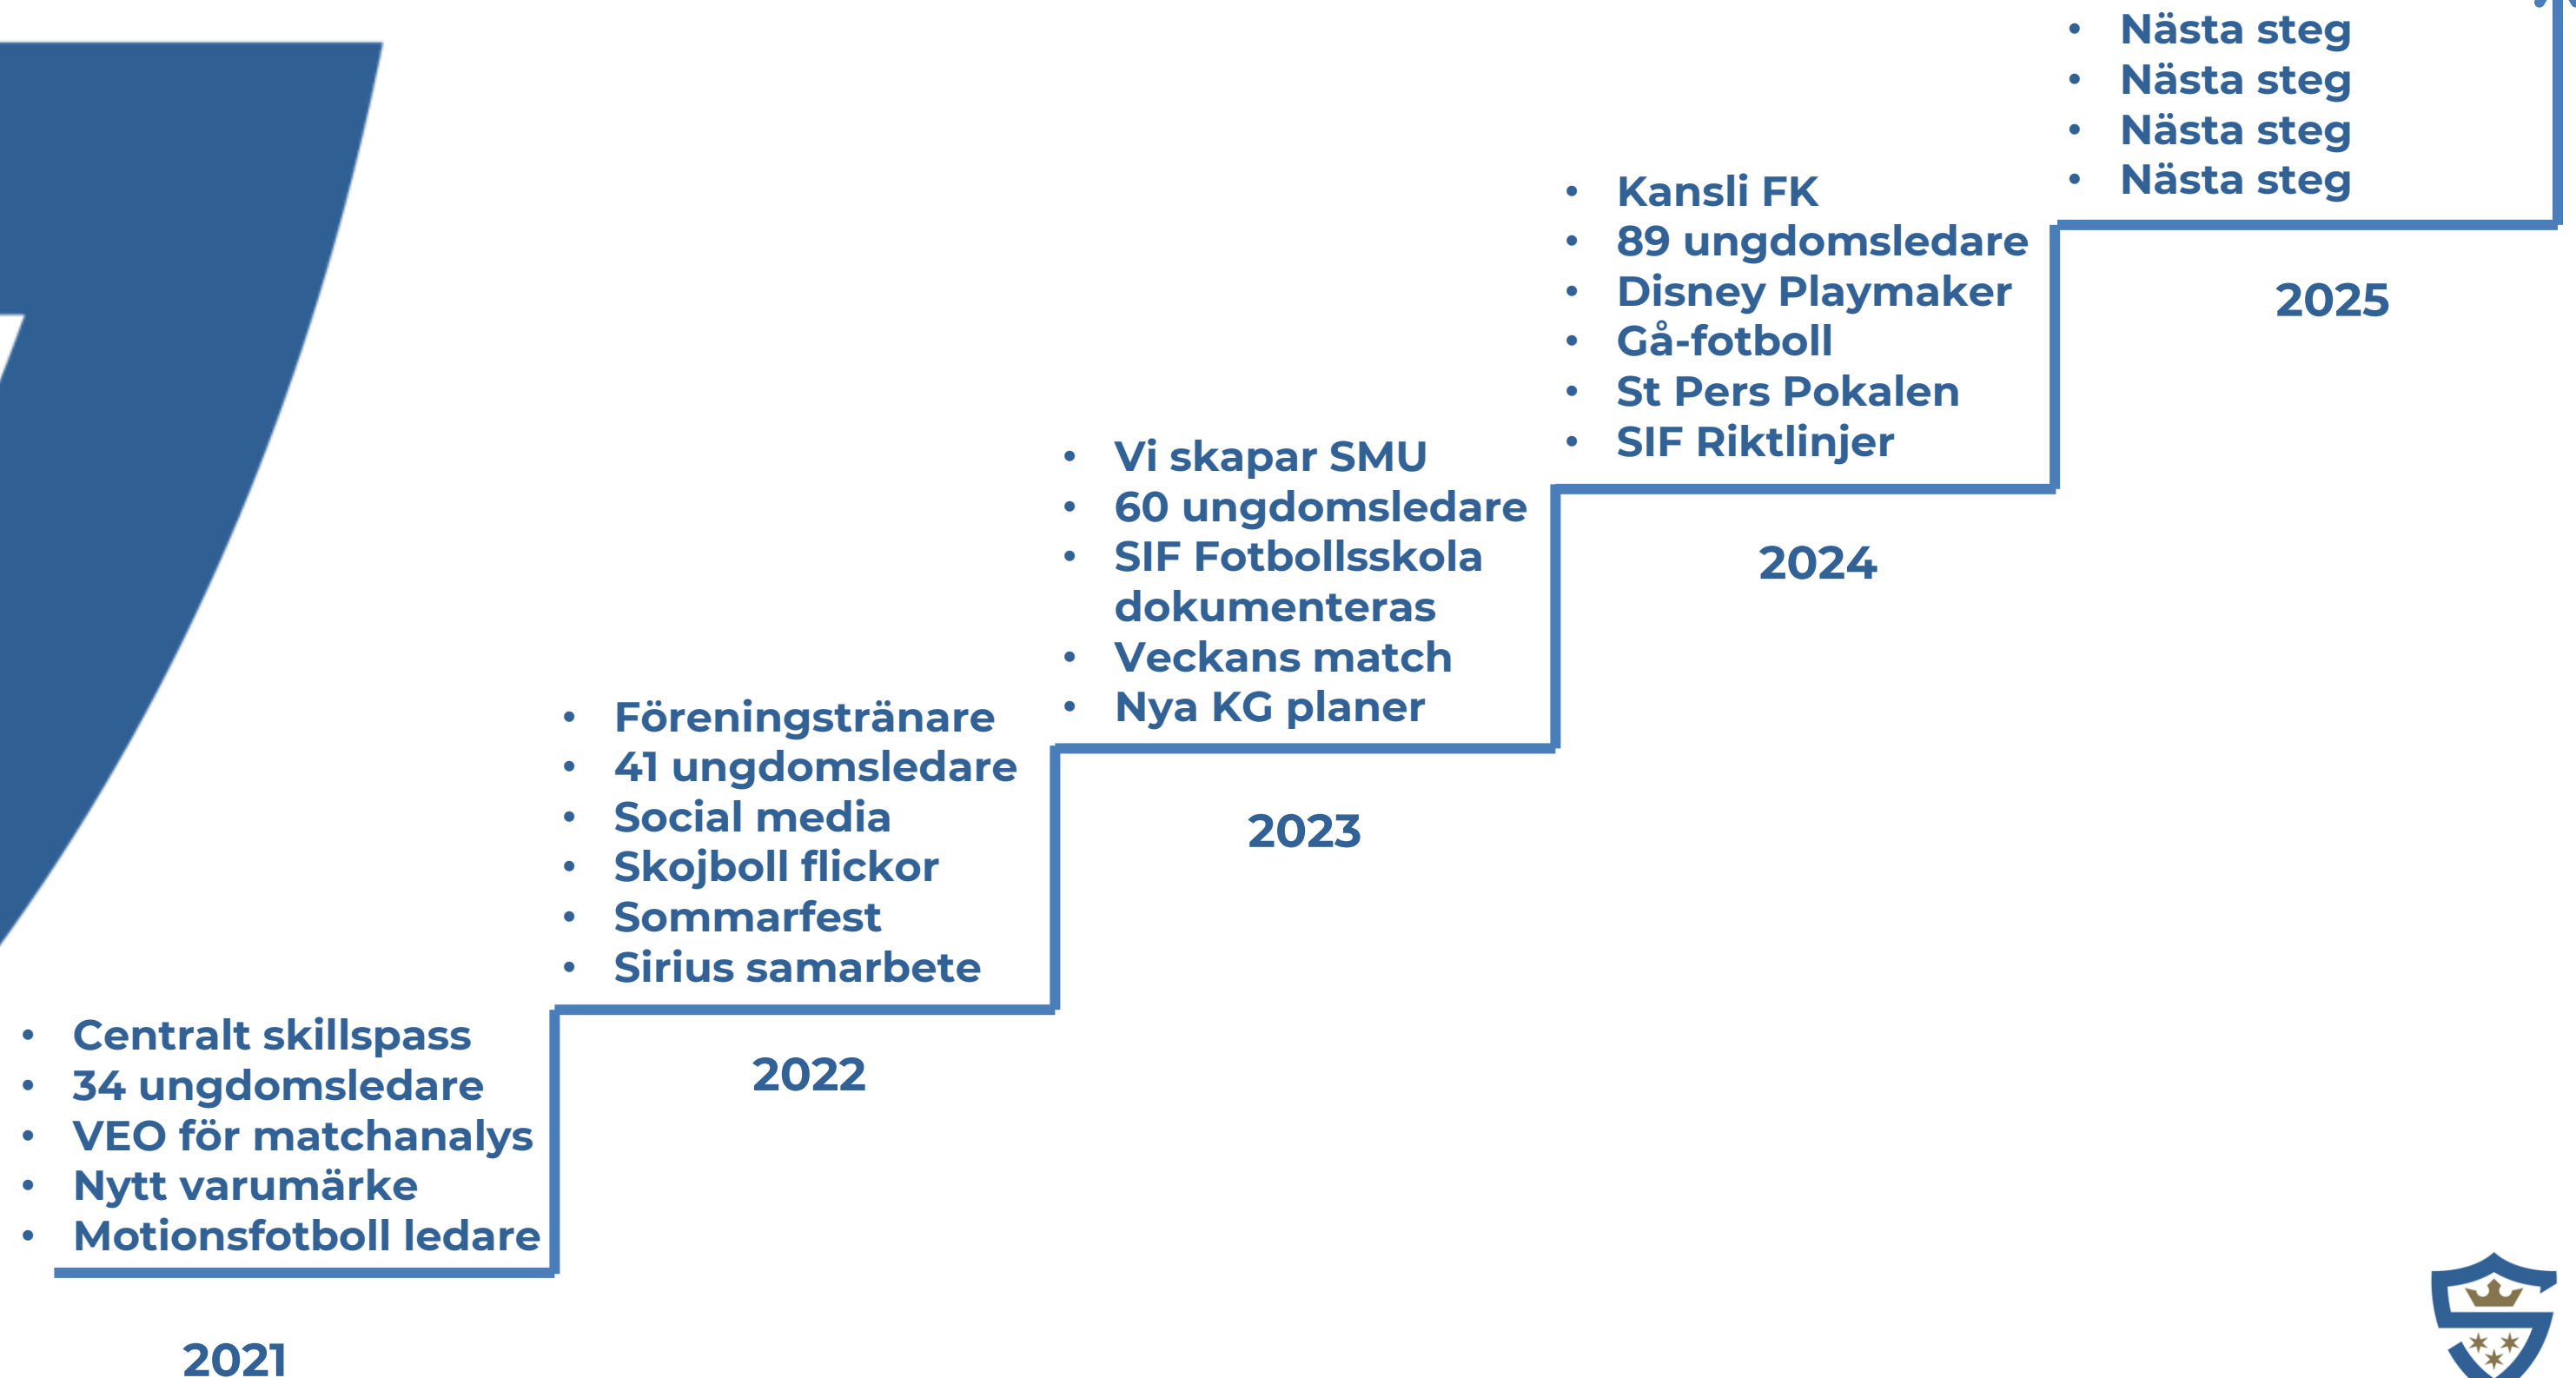 • Centralt skillspass
• 34 ungdomsledare
• VEO för matchanalys
• Nytt varumärke
• Motionsfotboll ledare
2021
• Föreningstränare
• 41 ungdomsledare
• Social media
• Skojboll flickor
• Sommarfest
• Sirius samarbete
2022
• Vi skapar SMU
• 60 ungdomsledare
• SIF Fotbollsskola
dokumenteras
• Veckans match
• Nya KG planer
2023
• Kansli FK
• 89 ungdomsledare
• Disney Playmaker
• Gå-fotboll
• St Pers Pokalen
• SIF Riktlinjer
2024
• Nästa steg
• Nästa steg
• Nästa steg
• Nästa steg
2025